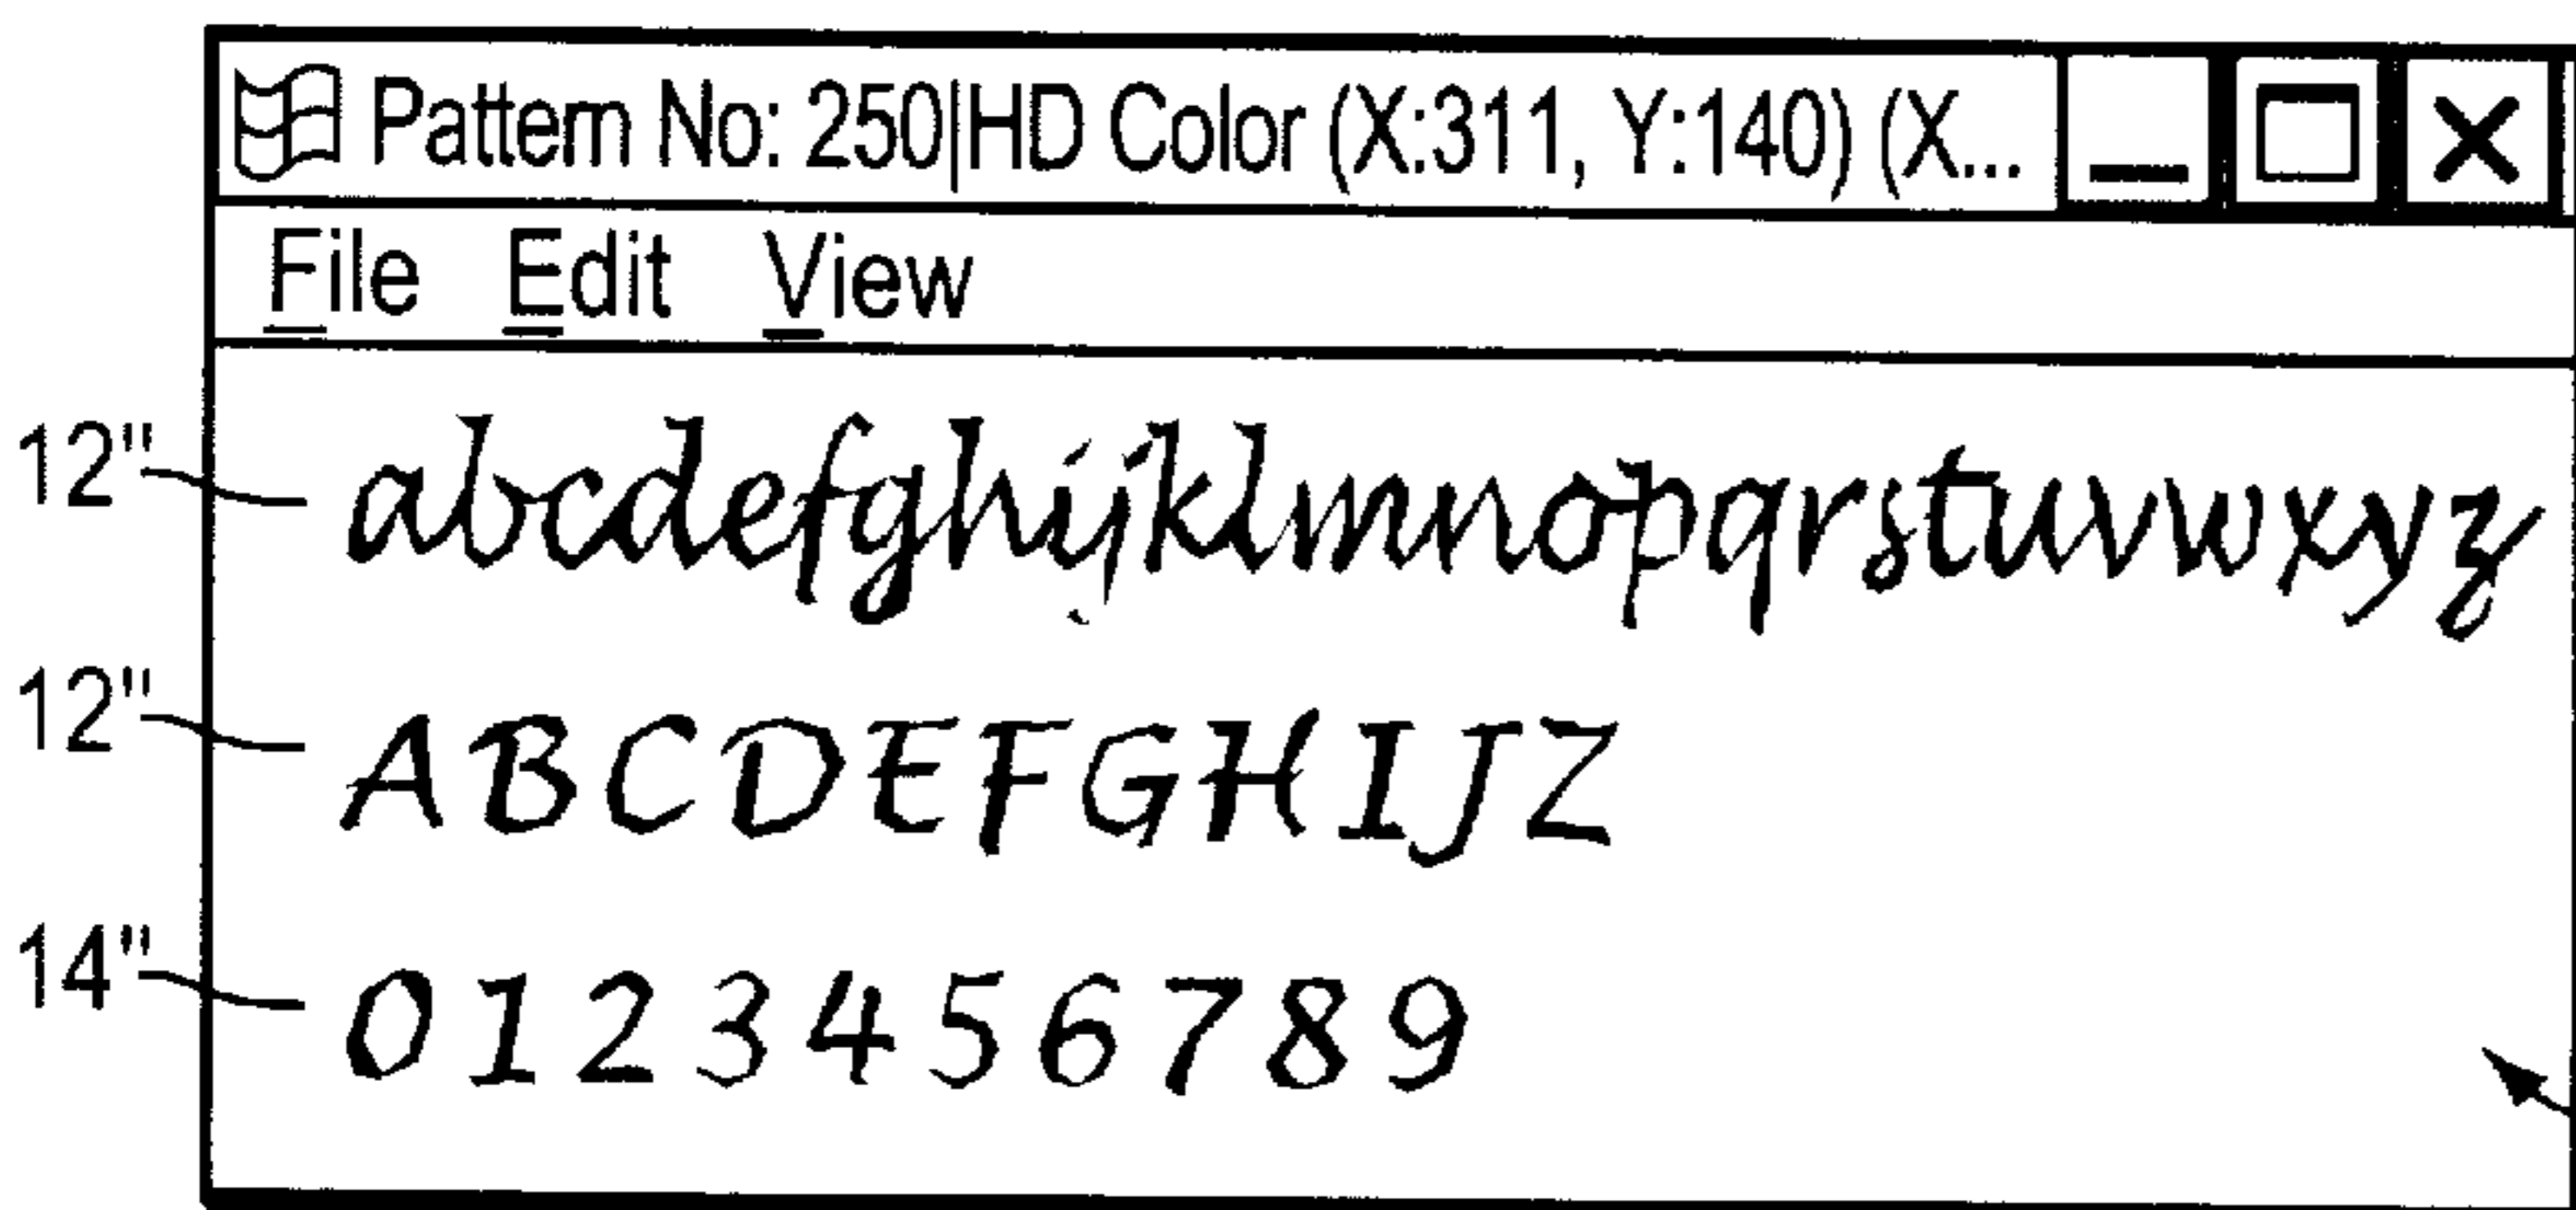 Pattern No: 250|HD Color (X:311, Y:140) (X...
File Edit View
12" abcdefghijklmnopqrstuvwxyz
12" ABCDEFGHIJZ
14" 0123456789